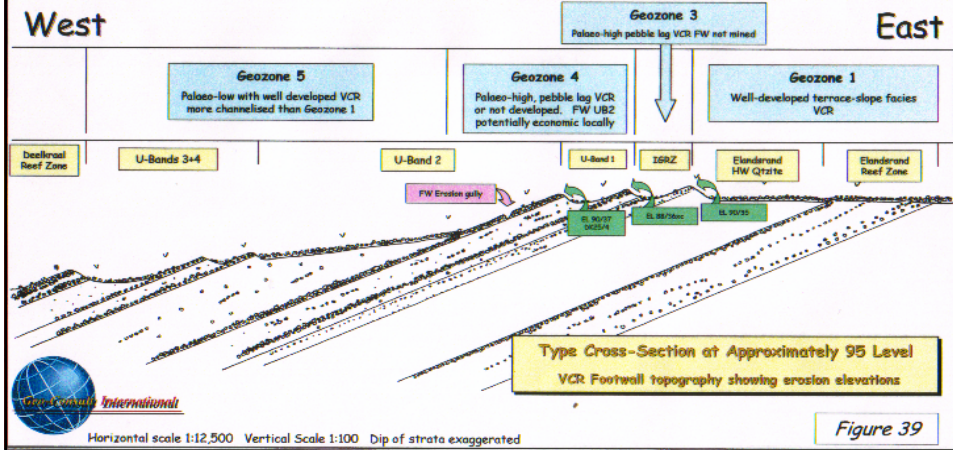 West
East
Geozone 3
Palaeo-high pebble lag VCR FW not mined
Geozone 5
Palaeo-low with well developed VCR
more channelised than Geozone 1
Geozone 4
Palaeo-high, pebble lag VCR
or not developed. FW UB2
potentially economic locally
Geozone 1
Well-developed terrace-slope facies
VCR
Deelkraal
Reef Zone
U-Bands 3+4
U-Band 2
U-Band 1
IGRZ
Elandsrand
HW Qtzite
Elandsrand
Reef Zone
FW Erosion gully
EL 90/37
DK25/4
EL 88/36xc
EL 90/35
Type Cross-Section at Approximately 95 Level
VCR Footwall topography showing erosion elevations
Geo Consult International
Horizontal scale 1:12,500 Vertical Scale 1:100 Dip of strata exaggerated
Figure 39